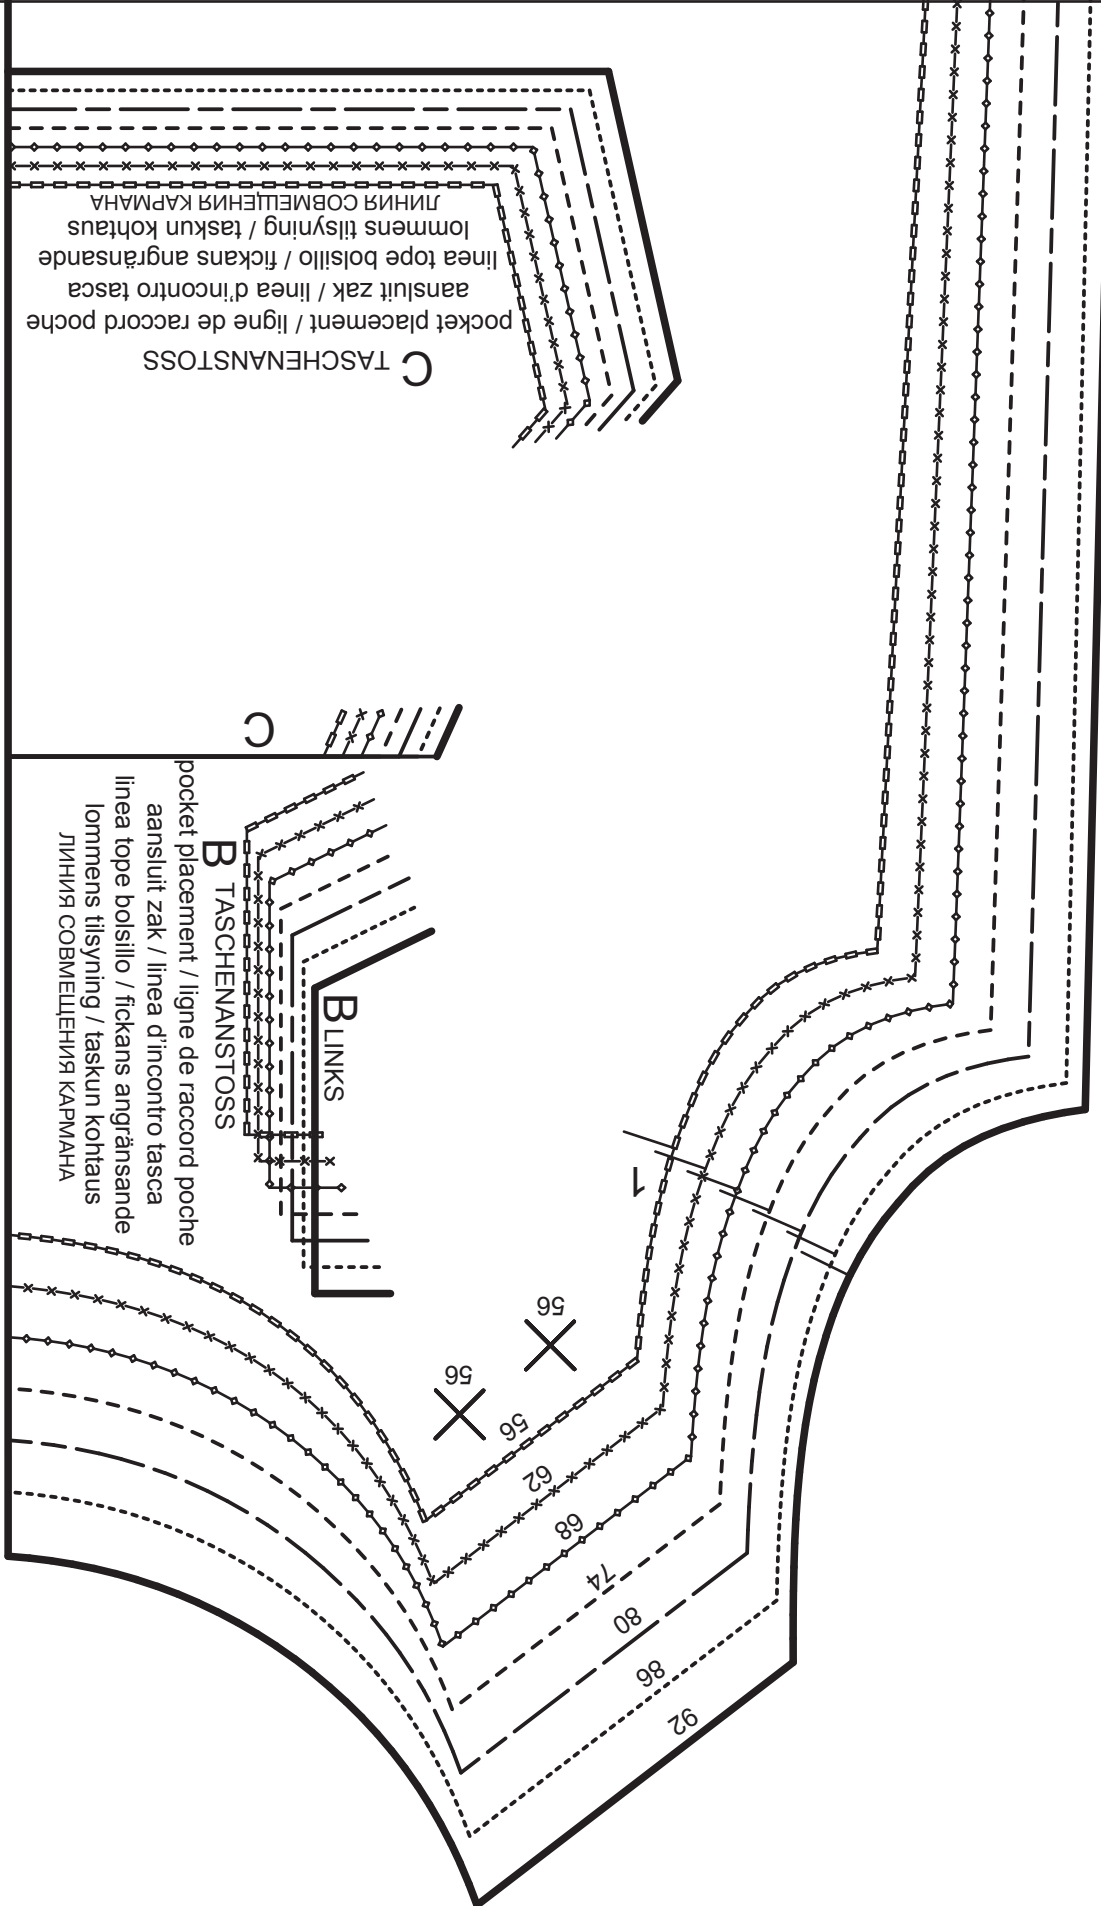 C TASCHENANSTOSS
pocket placement / ligne de raccord poche
aansluit zak / linea d'incontro tasca
linea tope bolsillo / fickans angränsande
lommens tilsyning / taskun kohtaus
ЛИНИЯ СОВМЕЩЕНИЯ КАРМАНА
C
B LINKS
B TASCHENANSTOSS
pocket placement / ligne de raccord poche
aansluit zak / linea d'incontro tasca
linea tope bolsillo / fickans angränsande
lommens tilsyning / taskun kohtaus
ЛИНИЯ СОВМЕЩЕНИЯ КАРМАНА
1
56
56
56
62
68
74
80
86
92